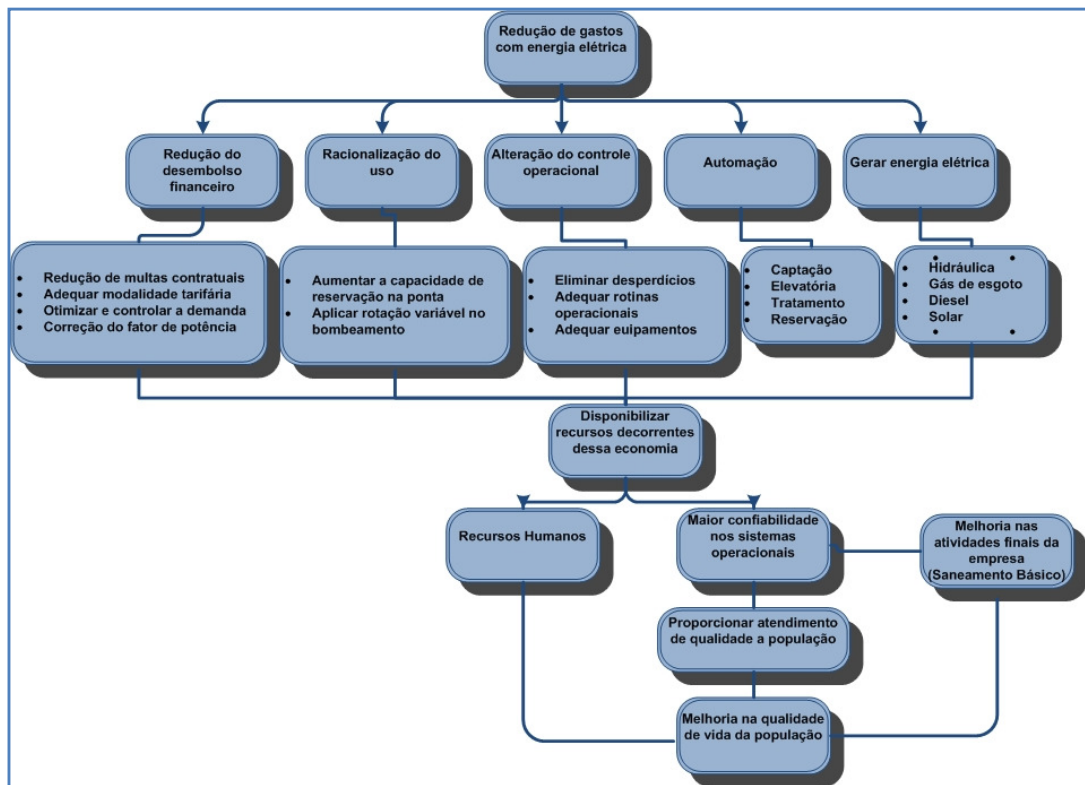 Redução de gastos
com energia elétrica
Redução do
desembolso
financeiro
Racionalização do
uso
Alteração do controle
operacional
Automação
Gerar energia elétrica
• Redução de multas contratuais
• Adequar modalidade tarifária
• Otimizar e controlar a demanda
• Correção do fator de potência
• Aumentar a capacidade de
reservação na ponta
• Aplicar rotação variável no
bombeamento
• Eliminar desperdícios
• Adequar rotinas
operacionais
• Adequar euipamentos
• Captação
• Elevatória
• Tratamento
• Reservação
• Hidráulica
• Gás de esgoto
• Diesel
• Solar
Disponibilizar
recursos decorrentes
dessa economia
Recursos Humanos
Maior confiabilidade
nos sistemas
operacionais
Melhoria nas
atividades finais da
empresa
(Saneamento Básico)
Proporcionar atendimento
de qualidade a população
Melhoria na qualidade
de vida da população